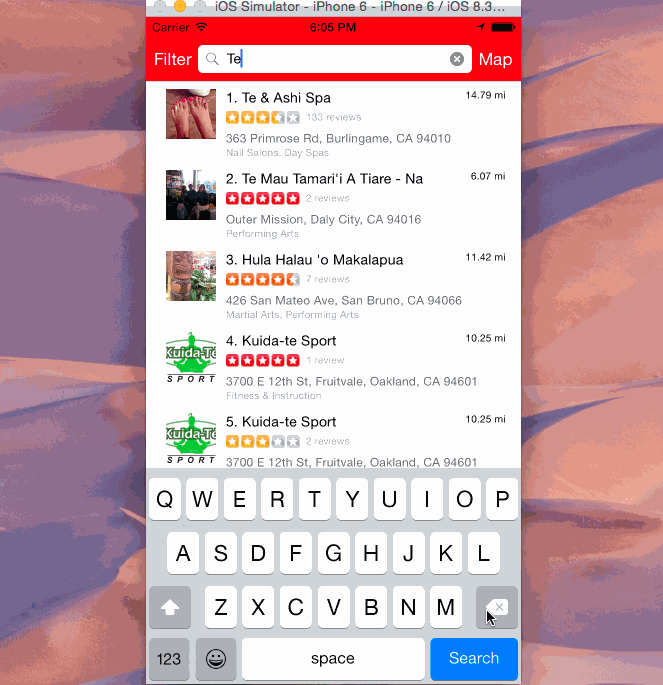 iOS Simulator - iPhone 6 - iPhone 6 / iOS 8.3...
Carrier 6:05 PM
Filter Te Map
1. Te & Ashi Spa 14.79 mi
133 reviews
363 Primrose Rd, Burlingame, CA 94010
Nail Salons, Day Spas
2. Te Mau Tamari'i A Tiare - Na 6.07 mi
2 reviews
Outer Mission, Daly City, CA 94016
Performing Arts
3. Hula Halau 'o Makalapua 11.42 mi
7 reviews
426 San Mateo Ave, San Bruno, CA 94066
Martial Arts, Performing Arts
4. Kuida-te Sport 10.25 mi
Kuida-Te
SPORT
1 review
3700 E 12th St, Fruitvale, Oakland, CA 94601
Fitness & Instruction
5. Kuida-te Sport 10.25 mi
Kuida-Te
SPORT
2 reviews
3700 E 12th St, Fruitvale, Oakland, CA 94601
Q W E R T Y U I O P
A S D F G H J K L
Z X C V B N M
123 space Search